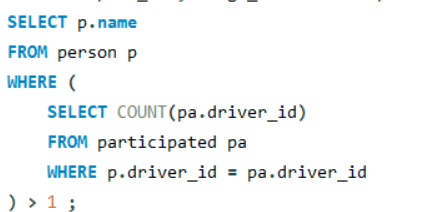 SELECT p.name
FROM person p
WHERE (
    SELECT COUNT(pa.driver_id)
    FROM participated pa
    WHERE p.driver_id = pa.driver_id
) > 1 ;